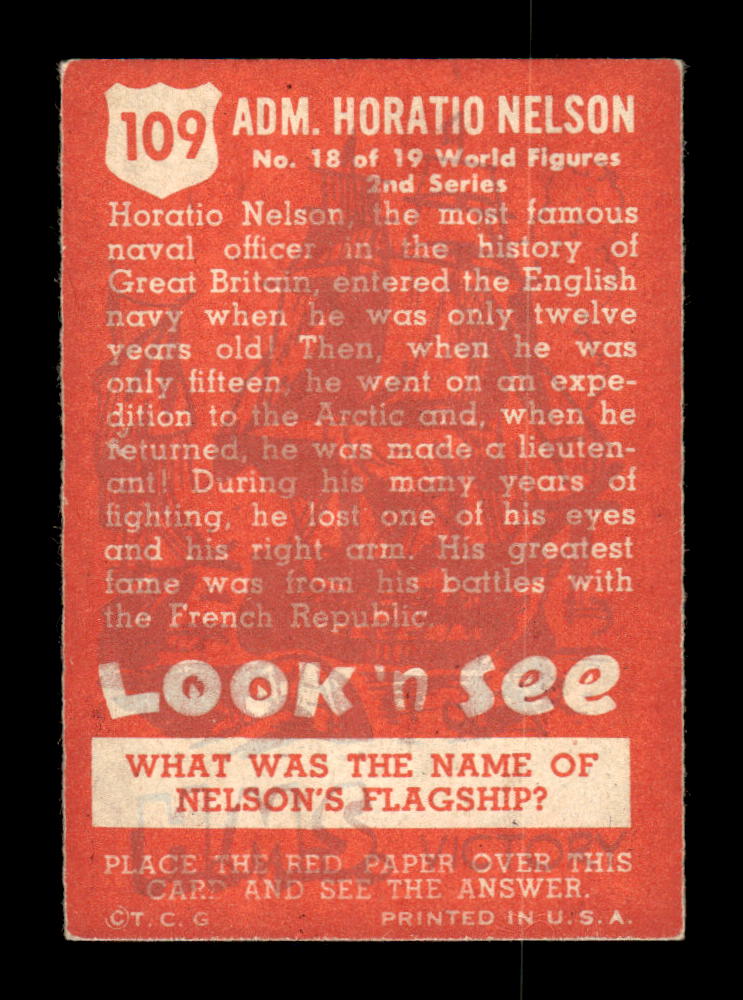 109
ADM. HORATIO NELSON
No. 18 of 19 World Figures
2nd Series
Horatio Nelson, the most famous
naval officer in the history of
Great Britain, entered the English
navy when he was only twelve
years old! Then, when he was
only fifteen, he went on an expe-
dition to the Arctic and, when he
returned, he was made a lieuten-
ant! During his many years of
fighting, he lost one of his eyes
and his right arm. His greatest
fame was from his battles with
the French Republic.
LOOK 'n SEE
WHAT WAS THE NAME OF
NELSON'S FLAGSHIP?
HMS VICTORY
PLACE THE RED PAPER OVER THIS
CARD AND SEE THE ANSWER.
©T. C. G
PRINTED IN U. S. A.